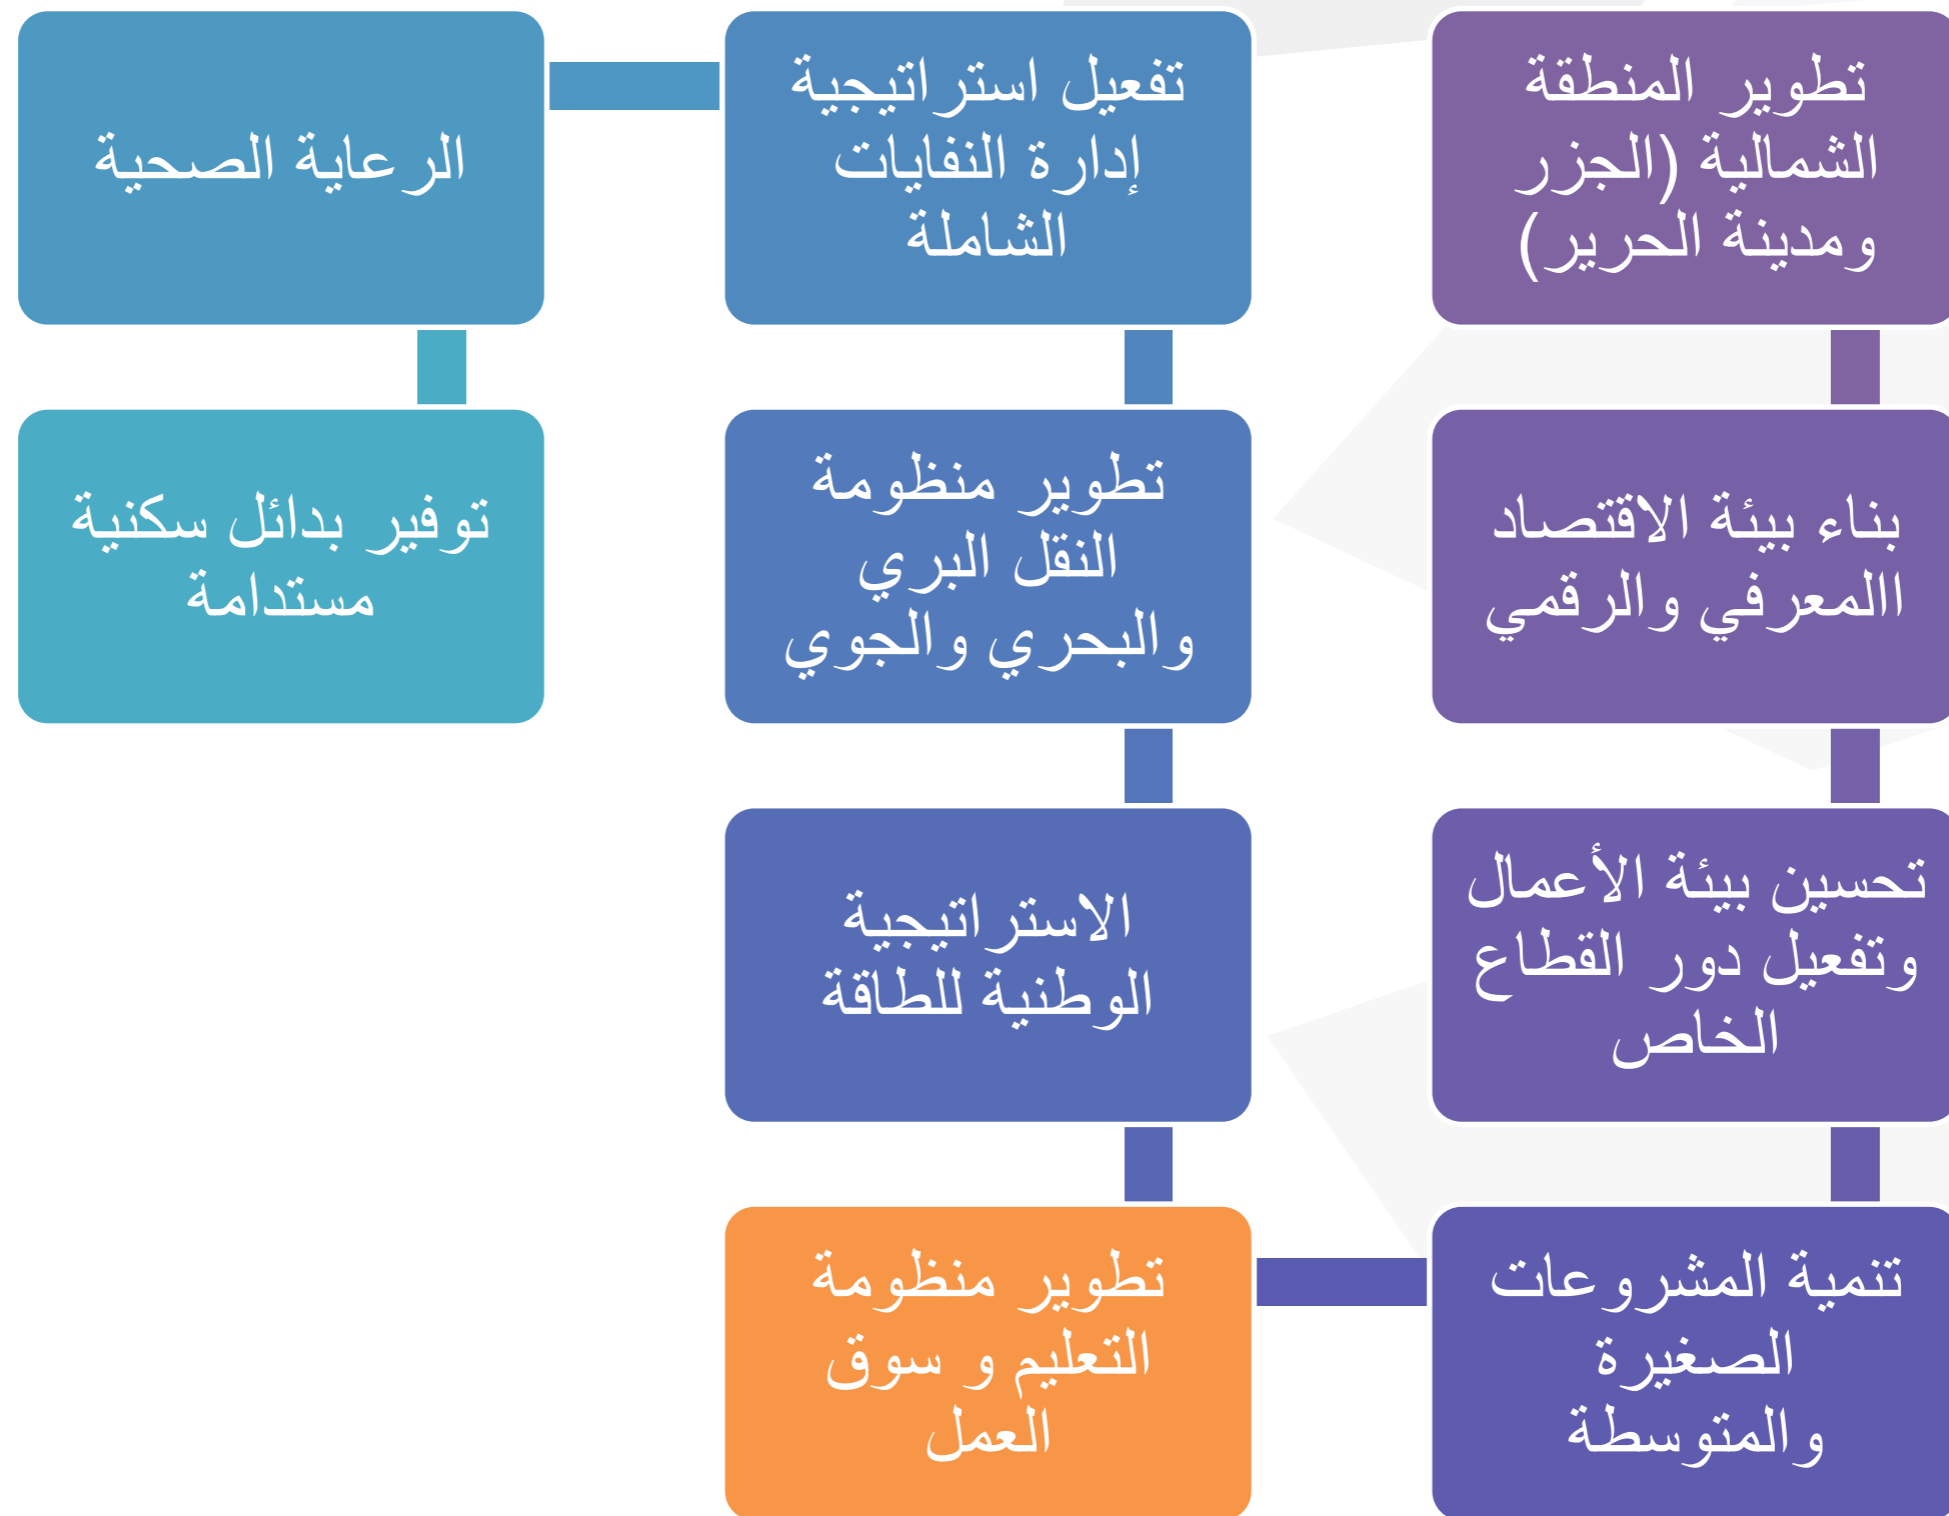 تطوير المنطقة
الشمالية (الجزر
ومدينة الحرير)
بناء بيئة الاقتصاد
االمعرفي والرقمي
تحسين بيئة الأعمال
وتفعيل دور القطاع
الخاص
تنمية المشروعات
الصغيرة
والمتوسطة
تطوير منظومة
التعليم و سوق
العمل
الاستراتيجية
الوطنية للطاقة
تطوير منظومة
النقل البري
والبحري والجوي
تفعيل استراتيجية
إدارة النفايات
الشاملة
الرعاية الصحية
توفير بدائل سكنية
مستدامة